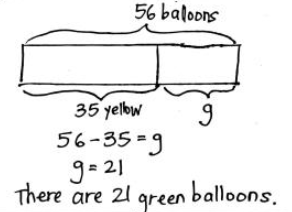 56 balloons
35 yellow g
56-35=g
g=21
There are 21 green balloons.